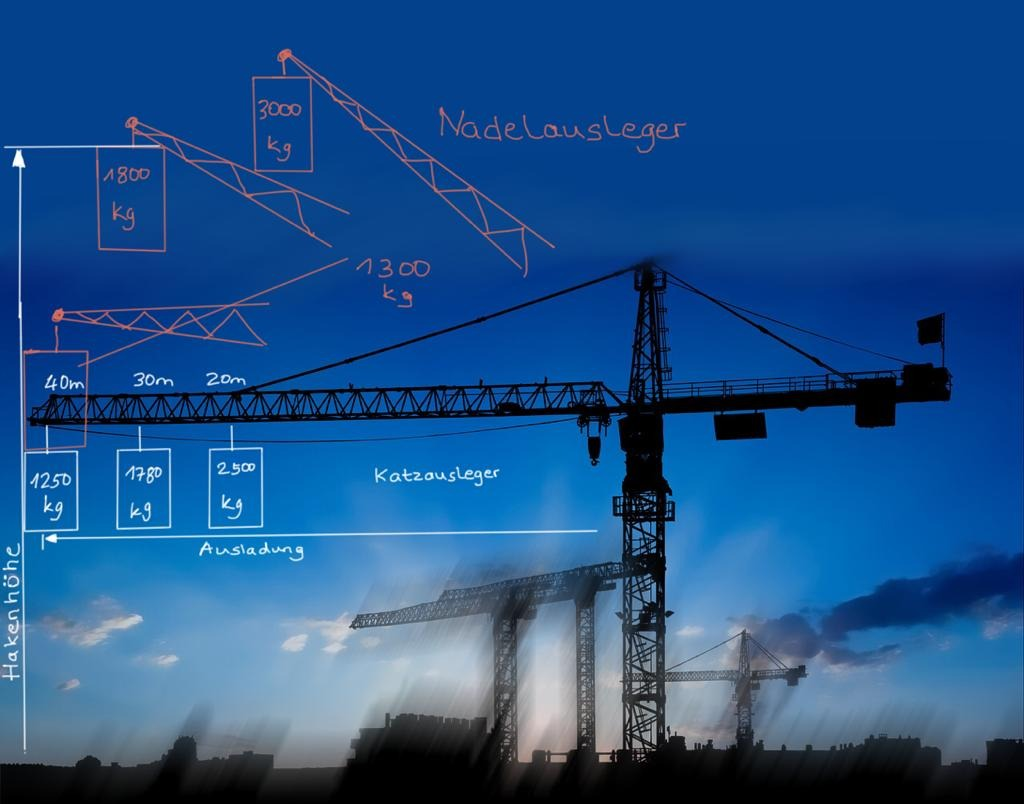 3000
kg
Nadelausleger
1800
kg
1300
kg
40m
30m
20m
1250
kg
1780
kg
2500
kg
Katzausleger
Ausladung
Hakenhöhe